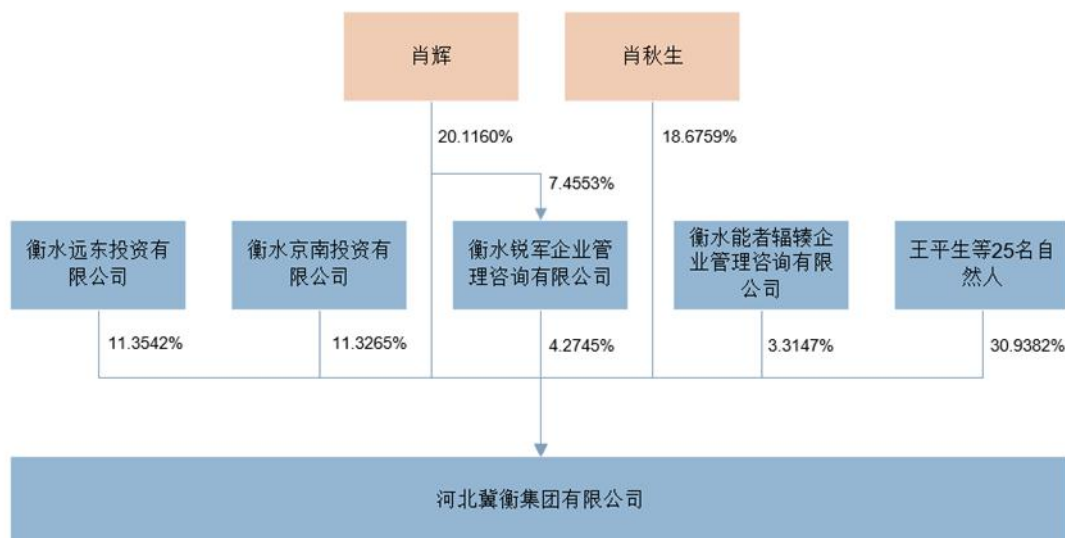 肖辉
肖秋生
20.1160%
18.6759%
7.4553%
衡水远东投资有
限公司
衡水京南投资有
限公司
衡水锐军企业管
理咨询有限公司
衡水能者辐辏企
业管理咨询有限
公司
王平生等25名自
然人
11.3542%
11.3265%
4.2745%
3.3147%
30.9382%
河北冀衡集团有限公司